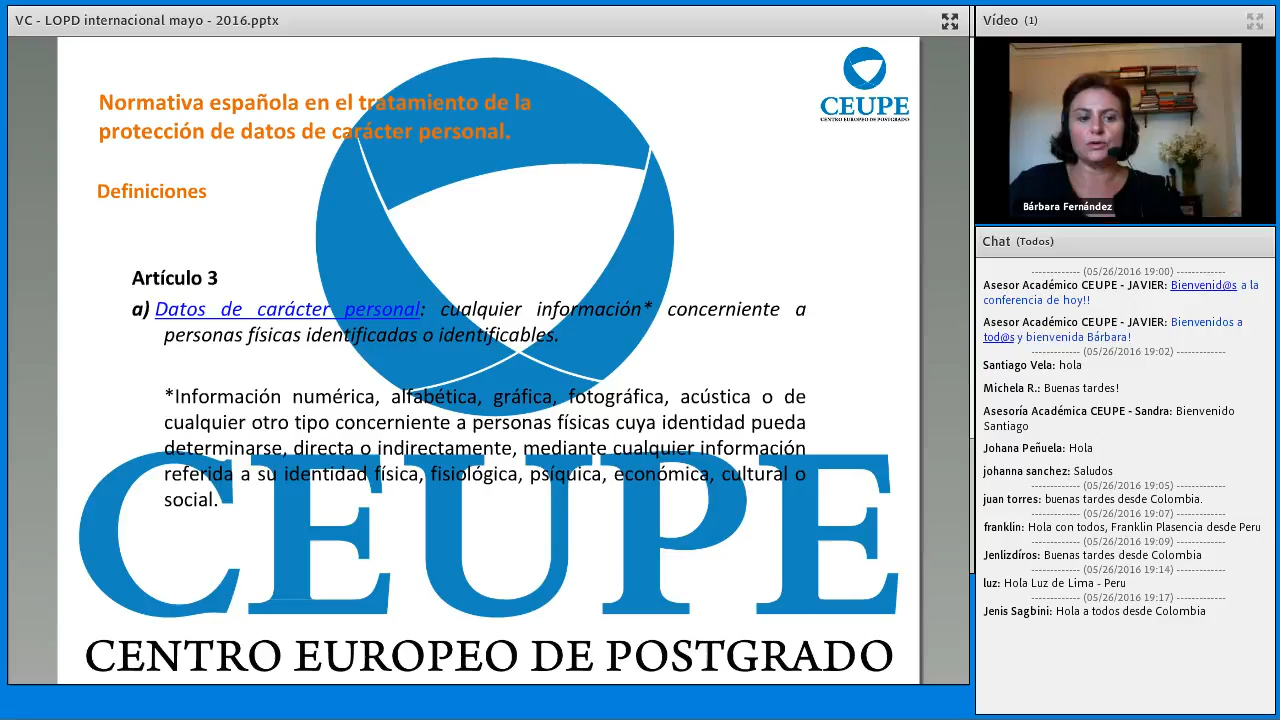 VC - LOPD internacional mayo - 2016.pptx
Normativa española en el tratamiento de la
protección de datos de carácter personal.
CEUPE
CENTRO EUROPEO DE POSTGRADO
Definiciones
Artículo 3
a) Datos de carácter personal: cualquier información* concerniente a
personas físicas identificadas o identificables.
*Información numérica, alfabética, gráfica, fotográfica, acústica o de
cualquier otro tipo concerniente a personas físicas cuya identidad pueda
determinarse, directa o indirectamente, mediante cualquier información
referida a su identidad física, fisiológica, psíquica, económica, cultural o
social.
CEUPE
CENTRO EUROPEO DE POSTGRADO
Vídeo (1)
Bárbara Fernández
Chat (Todos)
------------- (05/26/2016 19:00) -------------
Asesor Académico CEUPE - JAVIER: Bienvenid@s a la
conferencia de hoy!!
Asesor Académico CEUPE - JAVIER: Bienvenidos a
tod@s y bienvenida Bárbara!
------------- (05/26/2016 19:02) -------------
Santiago Vela: hola
Michela R.: Buenas tardes!
Asesoría Académica CEUPE - Sandra: Bienvenido
Santiago
Johana Peñuela: Hola
johanna sanchez: Saludos
------------- (05/26/2016 19:05) -------------
juan torres: buenas tardes desde Colombia.
------------- (05/26/2016 19:07) -------------
franklin: Hola con todos, Franklin Plasencia desde Peru
------------- (05/26/2016 19:09) -------------
Jenlizdíros: Buenas tardes desde Colombia
------------- (05/26/2016 19:14) -------------
luz: Hola Luz de Lima - Peru
------------- (05/26/2016 19:17) -------------
Jenis Sagbini: Hola a todos desde Colombia